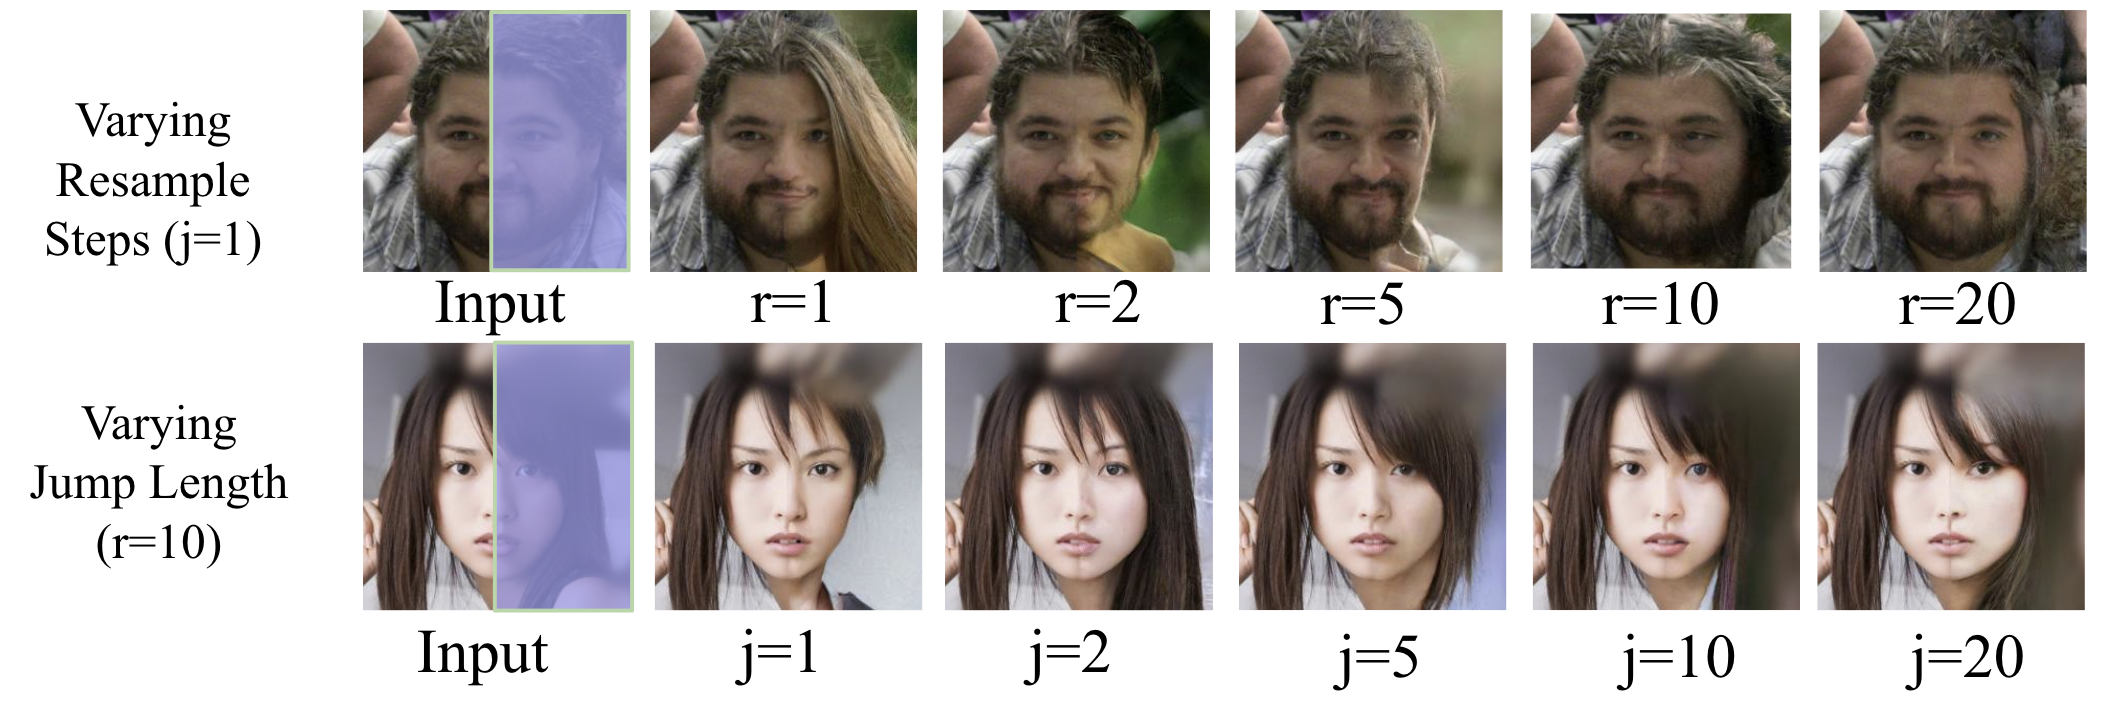 Varying
Resample
Steps (j=1)
Input
r=1
r=2
r=5
r=10
r=20
Varying
Jump Length
(r=10)
Input
j=1
j=2
j=5
j=10
j=20